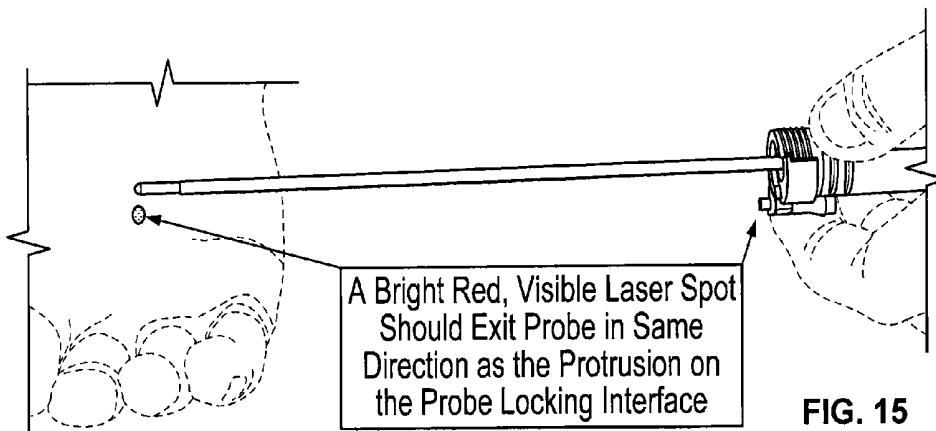 A Bright Red, Visible Laser Spot
Should Exit Probe in Same
Direction as the Protrusion on
the Probe Locking Interface
FIG. 15